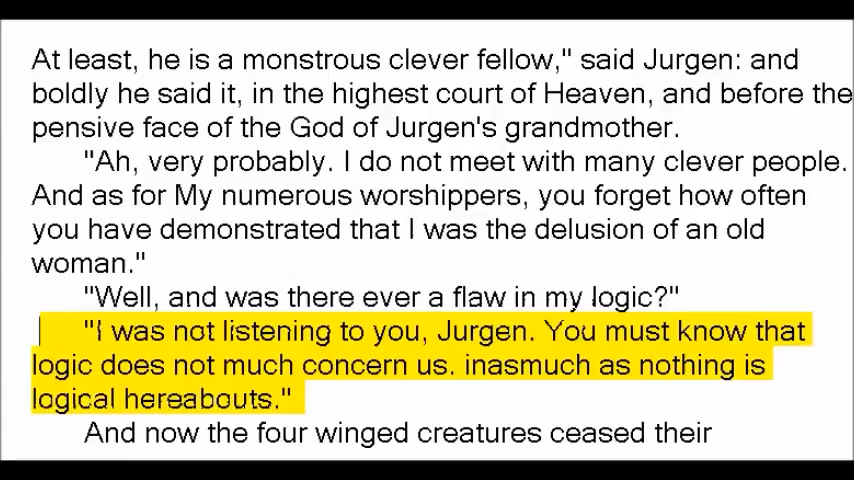 At least, he is a monstrous clever fellow," said Jurgen: and
boldly he said it, in the highest court of Heaven, and before the
pensive face of the God of Jurgen's grandmother.
"Ah, very probably. I do not meet with many clever people.
And as for My numerous worshippers, you forget how often
you have demonstrated that I was the delusion of an old
woman."
"Well, and was there ever a flaw in my logic?"
"I was not listening to you, Jurgen. You must know that
logic does not much concern us. inasmuch as nothing is
logical hereabouts."
And now the four winged creatures ceased their